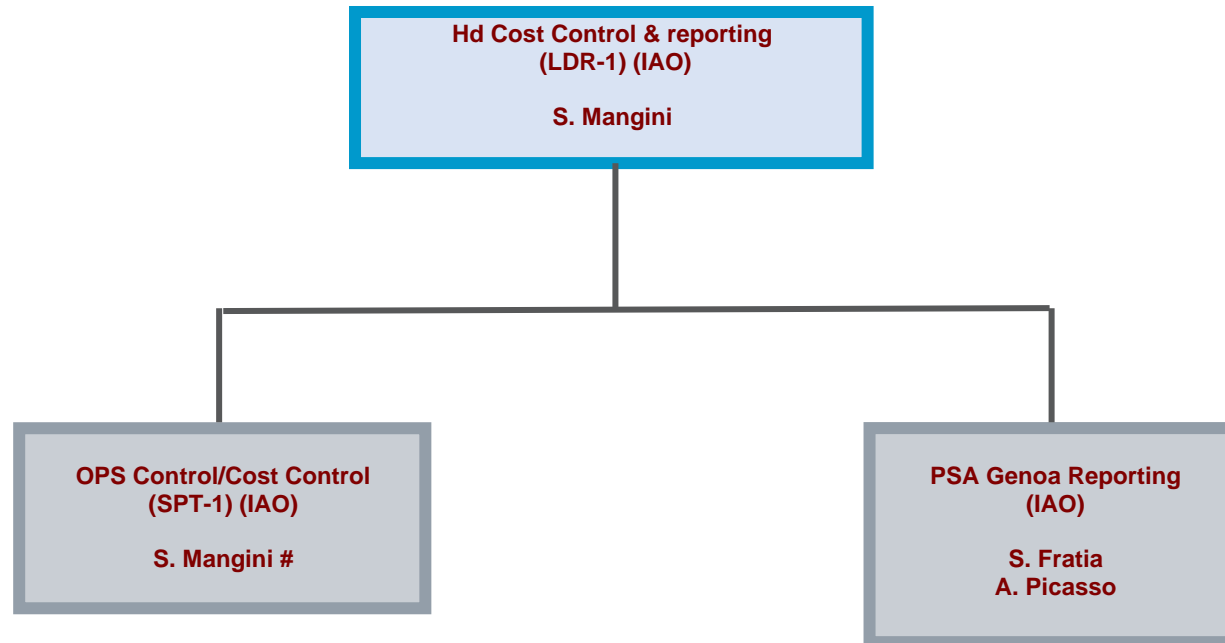 Hd Cost Control & reporting
(LDR-1) (IAO)
S. Mangini
OPS Control/Cost Control
(SPT-1) (IAO)
S. Mangini #
PSA Genoa Reporting
(IAO)
S. Fratia
A. Picasso